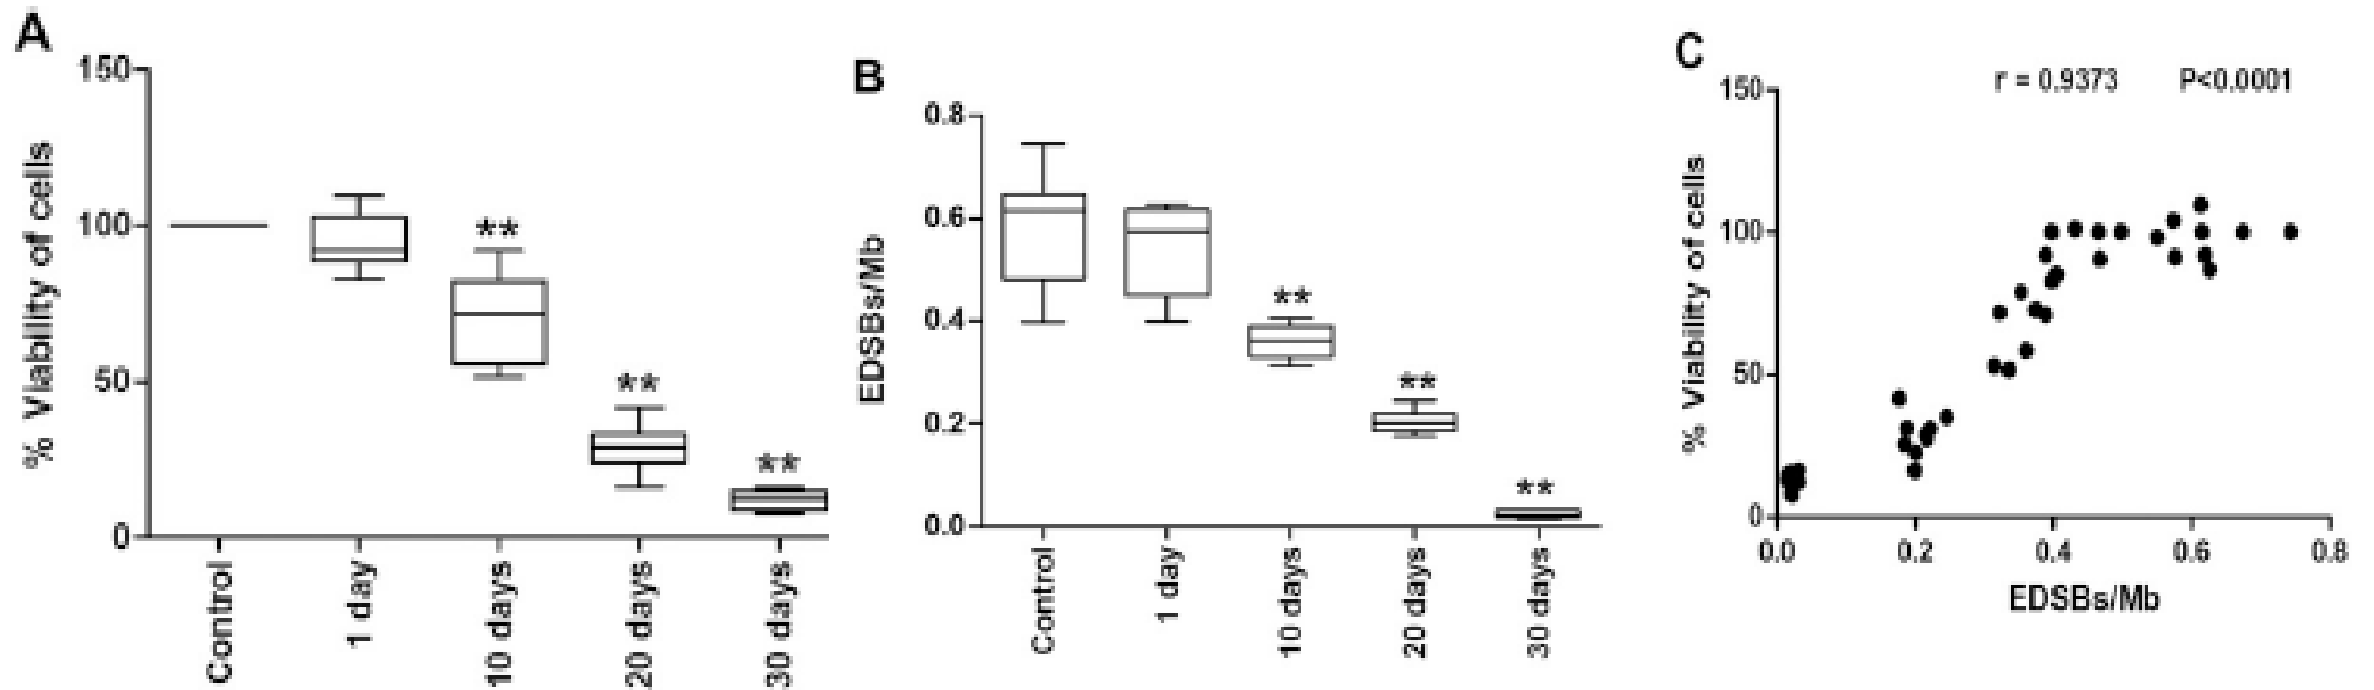 A
% Viability of cells
150
100
50
0
**
**
**
Control
1 day
10 days
20 days
30 days
B
EDSBs/Mb
0.8
0.6
0.4
0.2
0.0
**
**
**
Control
1 day
10 days
20 days
30 days
C
r = 0.9373 P<0.0001
% Viability of cells
150
100
50
0
0.0 0.2 0.4 0.6 0.8
EDSBs/Mb